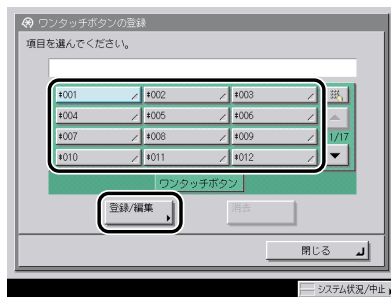 ワンタッチボタンの登録
項目を選んでください。
*001 *002 *003
*004 *005 *006
*007 *008 *009 1/17
*010 *011 *012
ワンタッチボタン
登録/編集 消去
閉じる
システム状況/中止